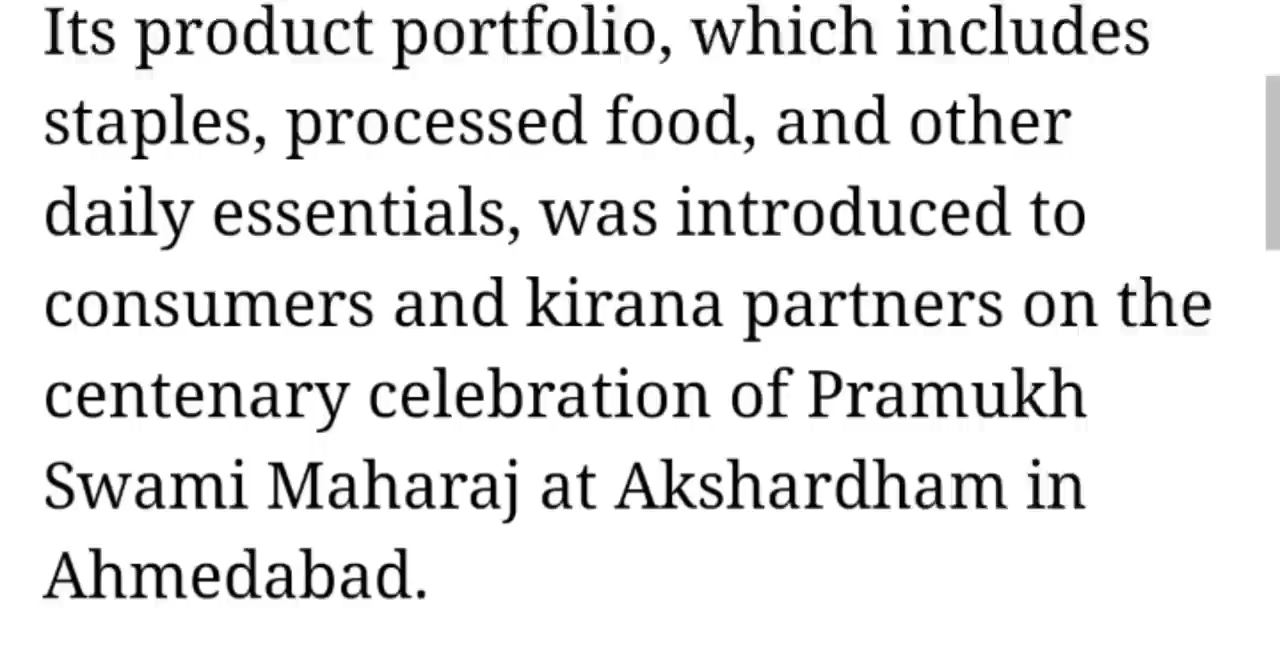 Its product portfolio, which includes
staples, processed food, and other
daily essentials, was introduced to
consumers and kirana partners on the
centenary celebration of Pramukh
Swami Maharaj at Akshardham in
Ahmedabad.